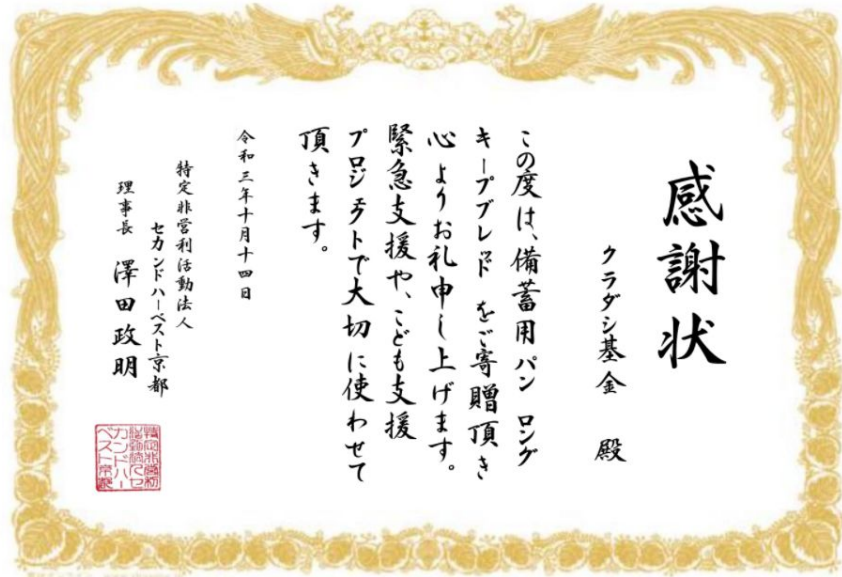 感謝状
クラダシ基金　殿
この度は、備蓄用パン ロング
キープブレッド をご寄贈頂き
心よりお礼申し上げます。
緊急支援や、こども支援
プロジェクトで大切に使わせて
頂きます。
令和三年十月十四日
特定非営利活動法人
セカンドハーベスト京都
理事長　澤田政明